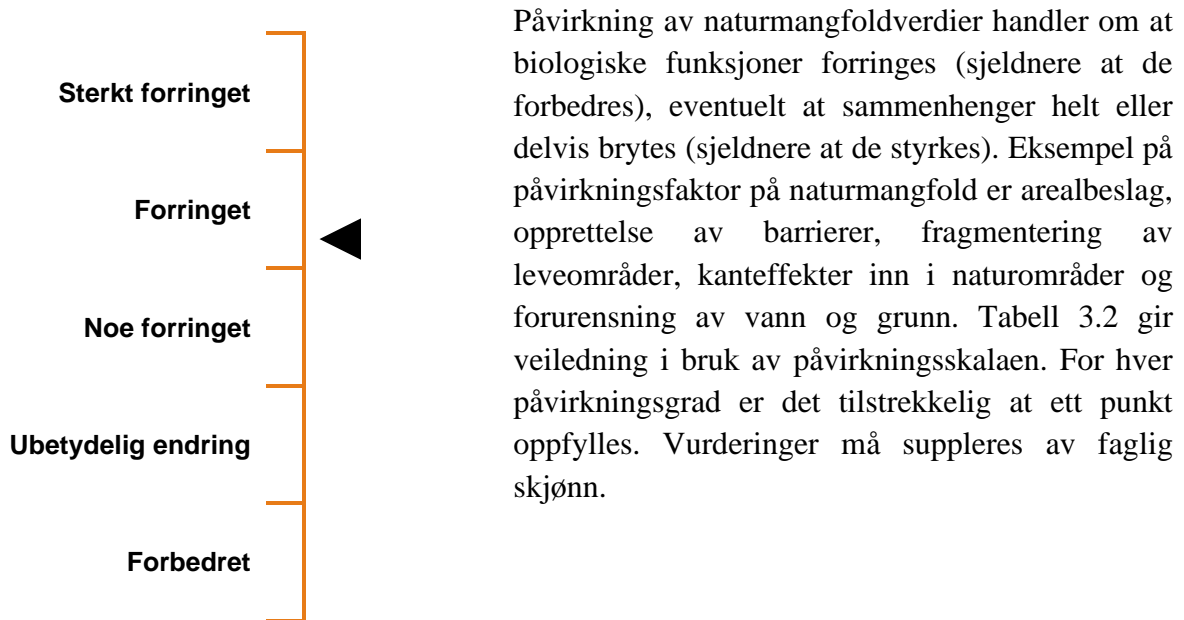 Sterkt forringet
Forringet
Noe forringet
Ubetydelig endring
Forbedret
Påvirkning av naturmangfoldverdier handler om at
biologiske funksjoner forringes (sjeldnere at de
forbedres), eventuelt at sammenhenger helt eller
delvis brytes (sjeldnere at de styrkes). Eksempel på
påvirkningsfaktor på naturmangfold er arealbeslag,
opprettelse av barrierer, fragmentering av
leveområder, kanteffekter inn i naturområder og
forurensning av vann og grunn. Tabell 3.2 gir
veiledning i bruk av påvirkningsskalaen. For hver
påvirkningsgrad er det tilstrekkelig at ett punkt
oppfylles. Vurderinger må suppleres av faglig
skjønn.